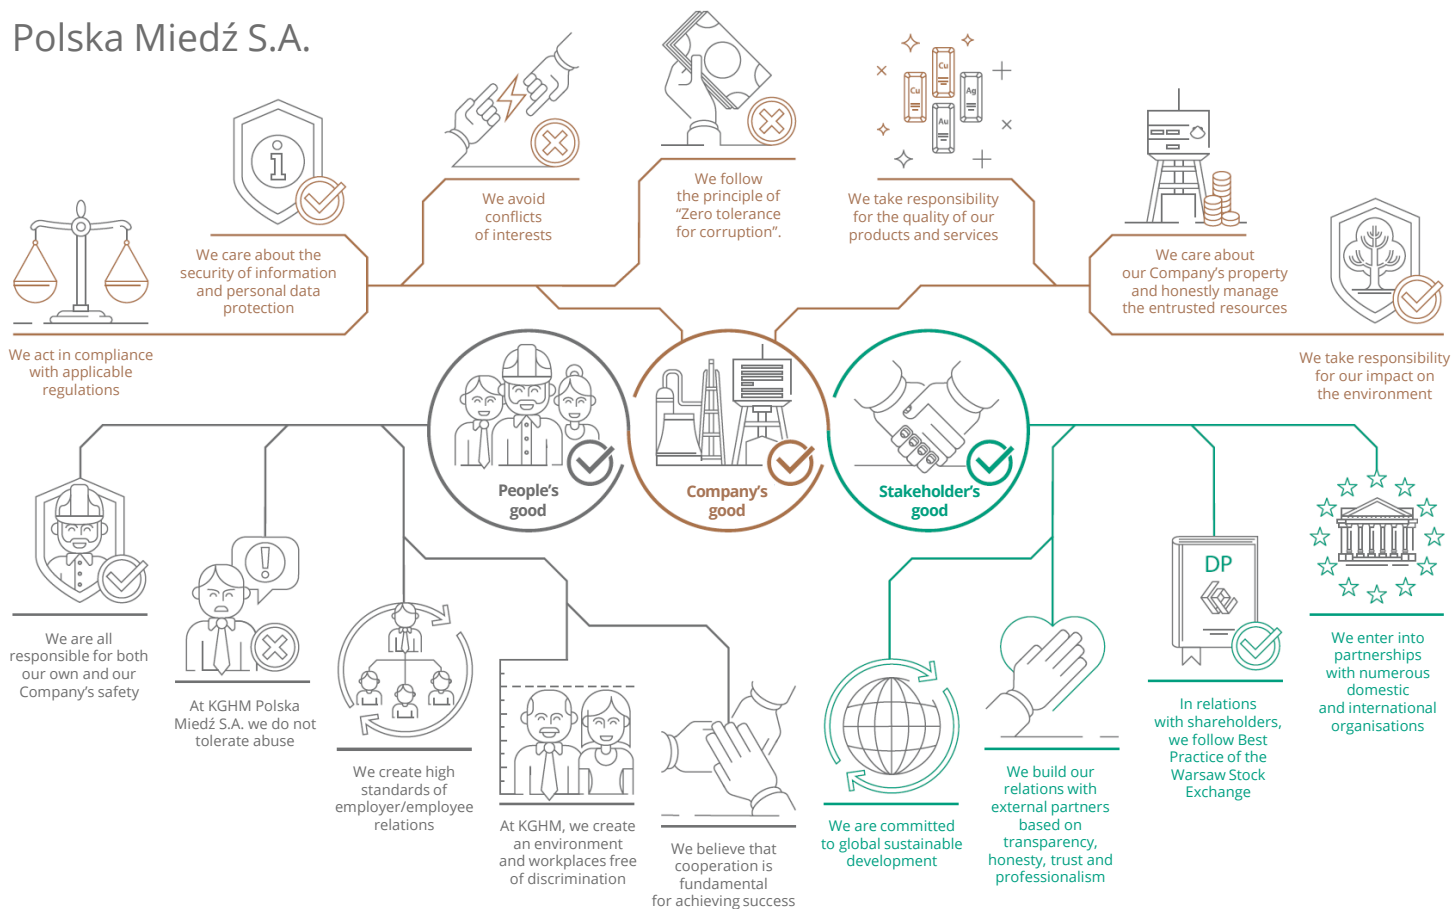 Polska Miedź S.A.
We act in compliance
with applicable
regulations
We care about the
security of information
and personal data
protection
We avoid
conflicts
of interests
We follow
the principle of
“Zero tolerance
for corruption”.
Cu
Cu
Ag
Au
We take responsibility
for the quality of our
products and services
We care about
our Company’s property
and honestly manage
the entrusted resources
We take responsibility
for our impact on
the environment
People’s
good
Company’s
good
Stakeholder’s
good
We are all
responsible for both
our own and our
Company’s safety
At KGHM Polska
Miedź S.A. we do not
tolerate abuse
We create high
standards of
employer/employee
relations
At KGHM, we create
an environment
and workplaces free
of discrimination
We believe that
cooperation is
fundamental
for achieving success
We are committed
to global sustainable
development
We build our
relations with
external partners
based on
transparency,
honesty, trust and
professionalism
DP
In relations
with shareholders,
we follow Best
Practice of the
Warsaw Stock
Exchange
We enter into
partnerships
with numerous
domestic
and international
organisations